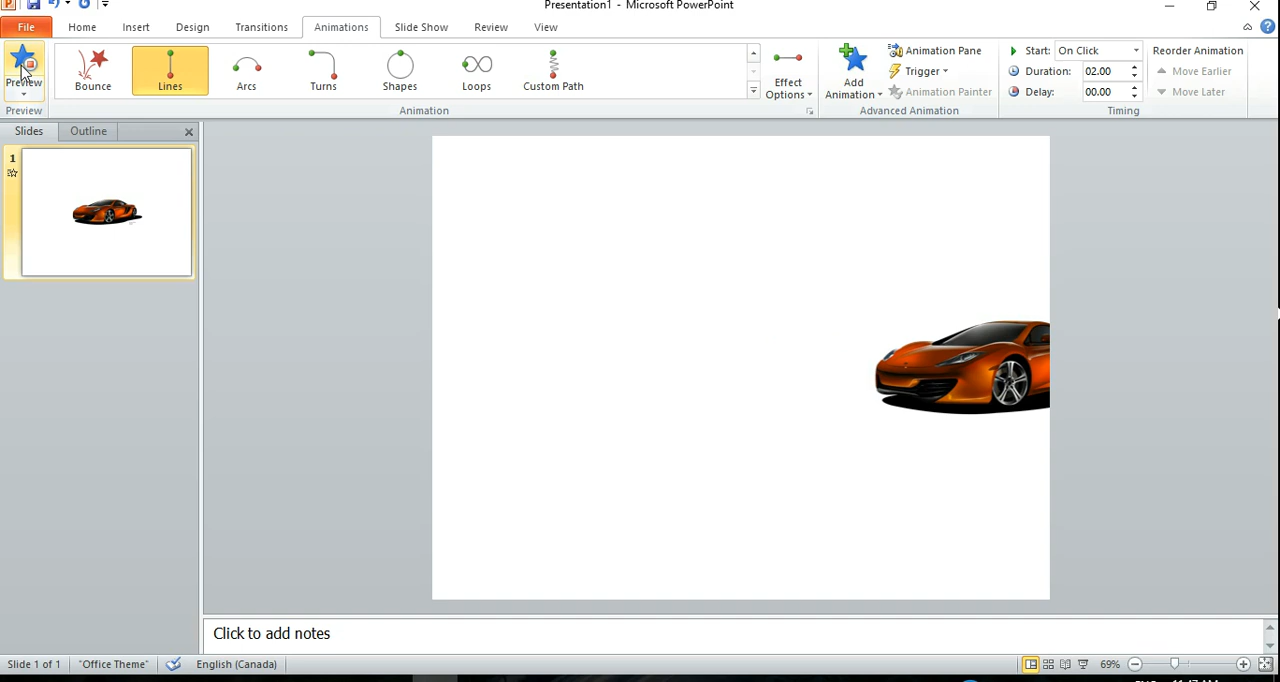 Presentation1 - Microsoft PowerPoint
File Home Insert Design Transitions Animations Slide Show Review View
Preview
Bounce Lines Arcs Turns Shapes Loops Custom Path
Effect Options
Add Animation
Animation Pane
Trigger
Animation Painter
Start: On Click
Duration: 02.00
Delay: 00.00
Reorder Animation
Move Earlier
Move Later
Preview Animation Advanced Animation Timing
Slides Outline
1
Click to add notes
Slide 1 of 1 "Office Theme" English (Canada) 69%